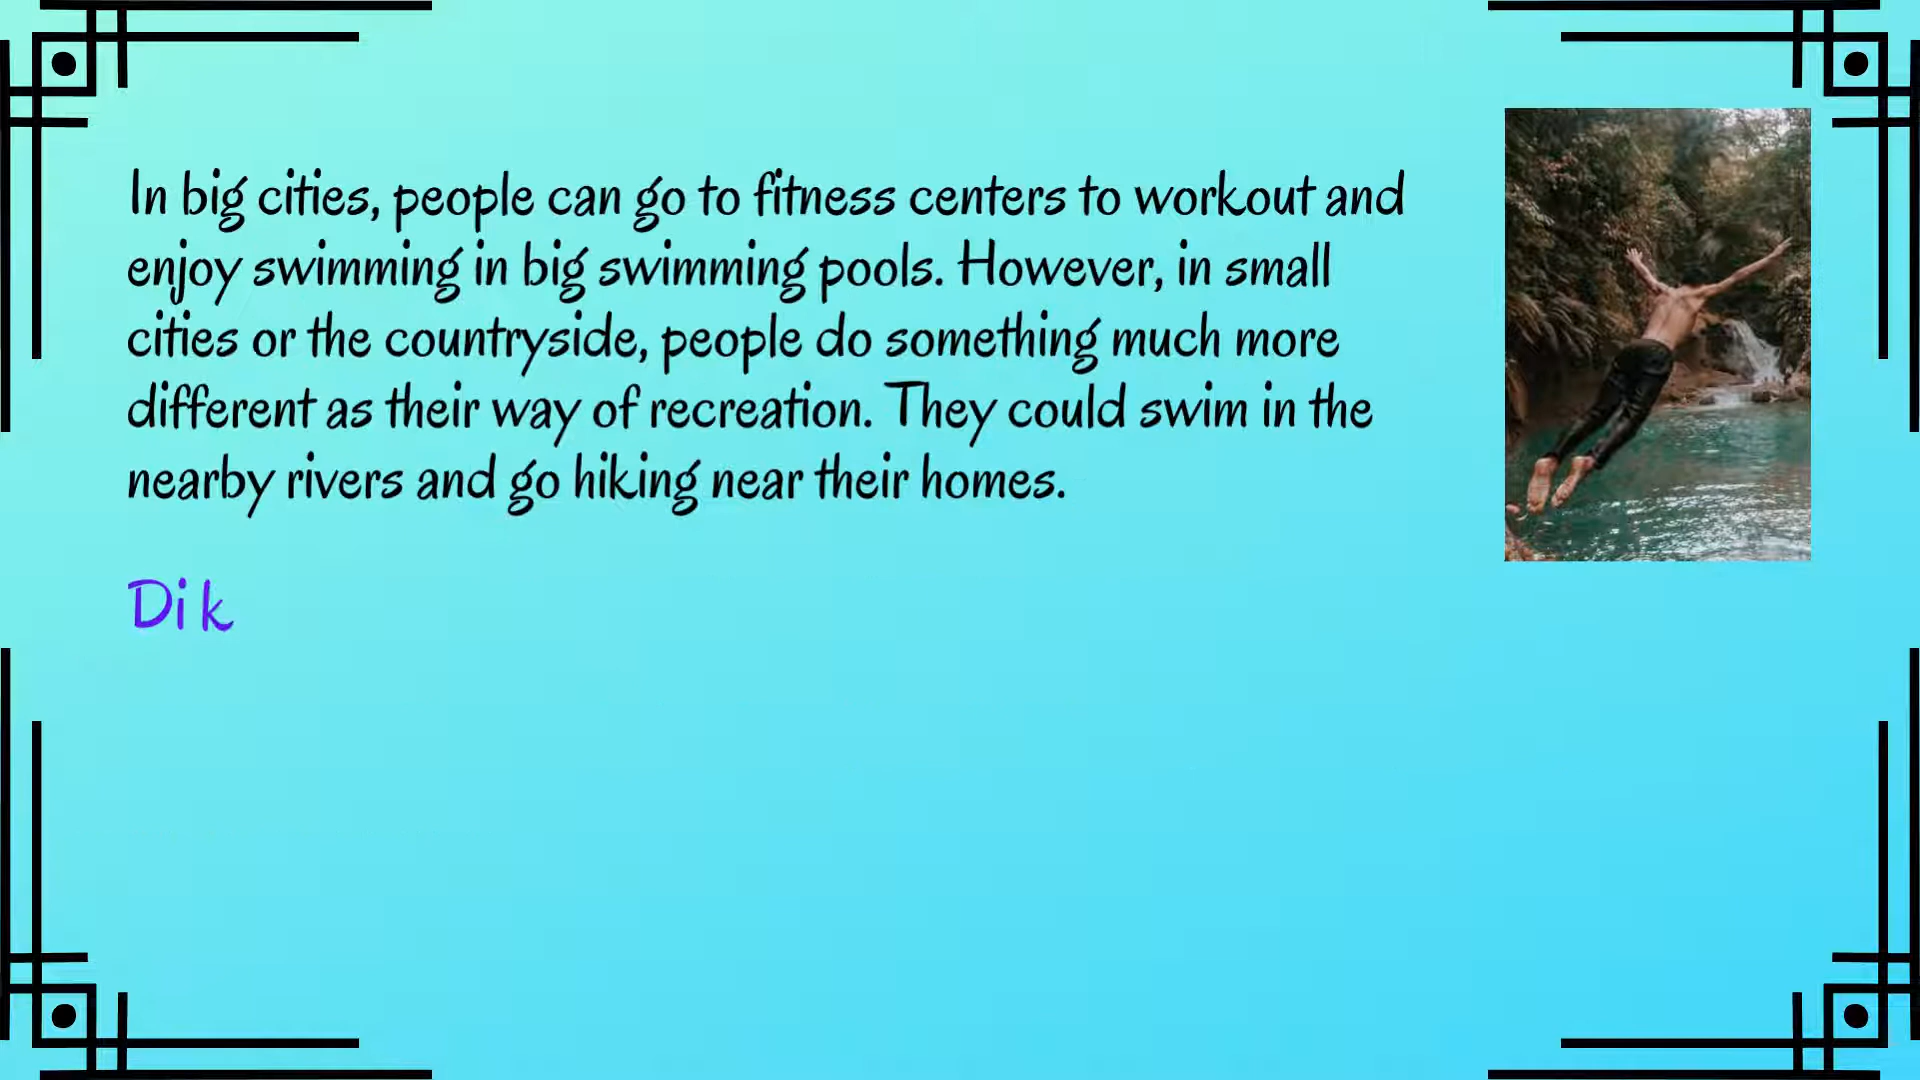 In big cities, people can go to fitness centers to workout and
enjoy swimming in big swimming pools. However, in small
cities or the countryside, people do something much more
different as their way of recreation. They could swim in the
nearby rivers and go hiking near their homes.
Di k